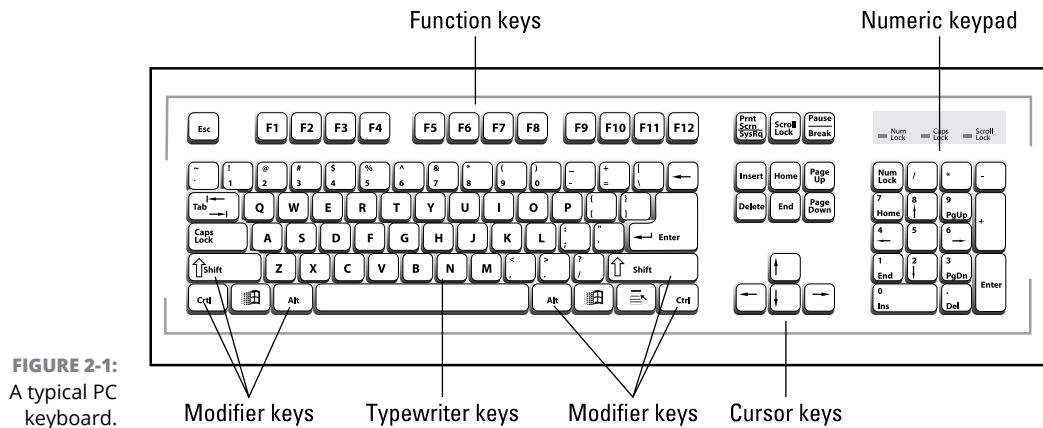 Function keys
Numeric keypad
Esc F1 F2 F3 F4 F5 F6 F7 F8 F9 F10 F11 F12
Prnt Scrn SysRq
Scroll Lock
Pause Break
Num Lock
Caps Lock
Scroll Lock
~ ! @ # $ % ^ & * ( ) _ + |
` 1 2 3 4 5 6 7 8 9 0 - = \ ←
Insert Home Page Up
Num Lock / * -
Tab Q W E R T Y U I O P { [ } ]
Delete End Page Down
7 Home 8 ↑ 9 PgUp +
Caps Lock A S D F G H J K L : ; " ' ↵ Enter
4 ← 5 6 →
⇧Shift Z X C V B N M < , > . ? / ⇧ Shift
↑
1 End 2 ↓ 3 PgDn Enter
Crtl Alt Alt Ctrl
← ↓ →
0 Ins . Del
Modifier keys
Typewriter keys
Modifier keys
Cursor keys
FIGURE 2-1:
A typical PC
keyboard.